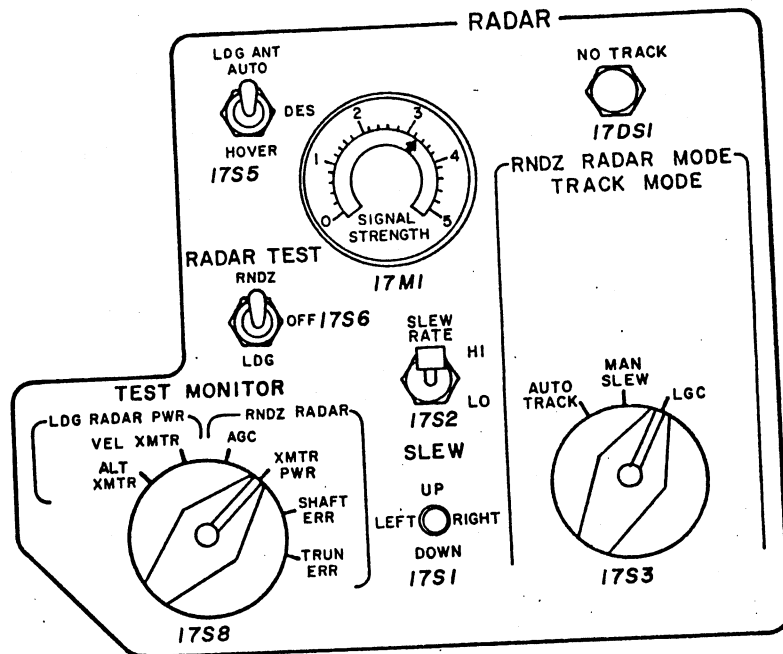 RADAR
LDG ANT
AUTO
DES
HOVER
17S5
0
1
2
3
4
5
SIGNAL
STRENGTH
17M1
NO TRACK
17DS1
RNDZ RADAR MODE
TRACK MODE
RADAR TEST
RNDZ
OFF 17S6
LDG
SLEW
RATE
HI
LO
17S2
AUTO
TRACK
MAN
SLEW
LGC
17S3
TEST MONITOR
LDG RADAR PWR
RNDZ RADAR
ALT
XMTR
VEL XMTR
AGC
XMTR
PWR
SHAFT
ERR
TRUN
ERR
17S8
SLEW
UP
LEFT RIGHT
DOWN
17S1